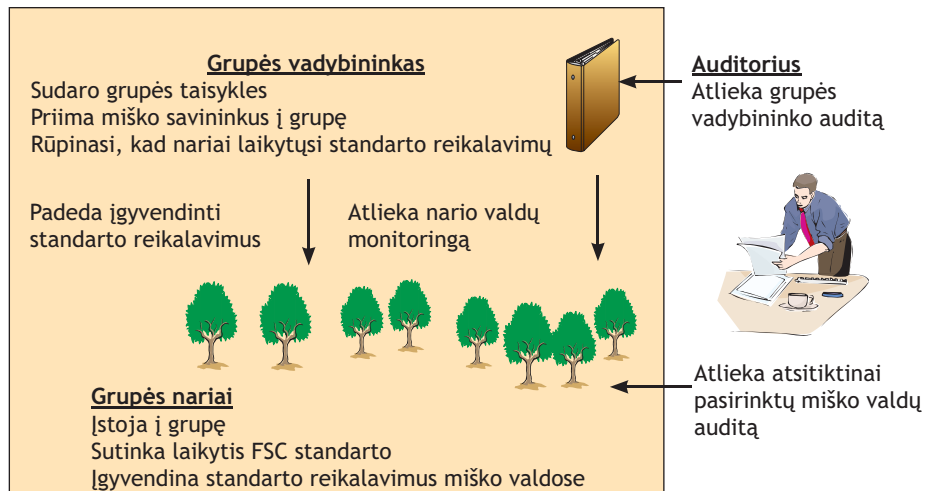 Grupės vadybininkas
Sudaro grupės taisykles
Priima miško savininkus į grupę
Rūpinasi, kad nariai laikytųsi standarto reikalavimų
Auditorius
Atlieka grupės
vadybininko auditą
Padeda įgyvendinti
standarto reikalavimus
Atlieka nario valdų
monitoringą
Atlieka atsitiktinai
pasirinktų miško valdų
auditą
Grupės nariai
Įstoja į grupę
Sutinka laikytis FSC standarto
Įgyvendina standarto reikalavimus miško valdose